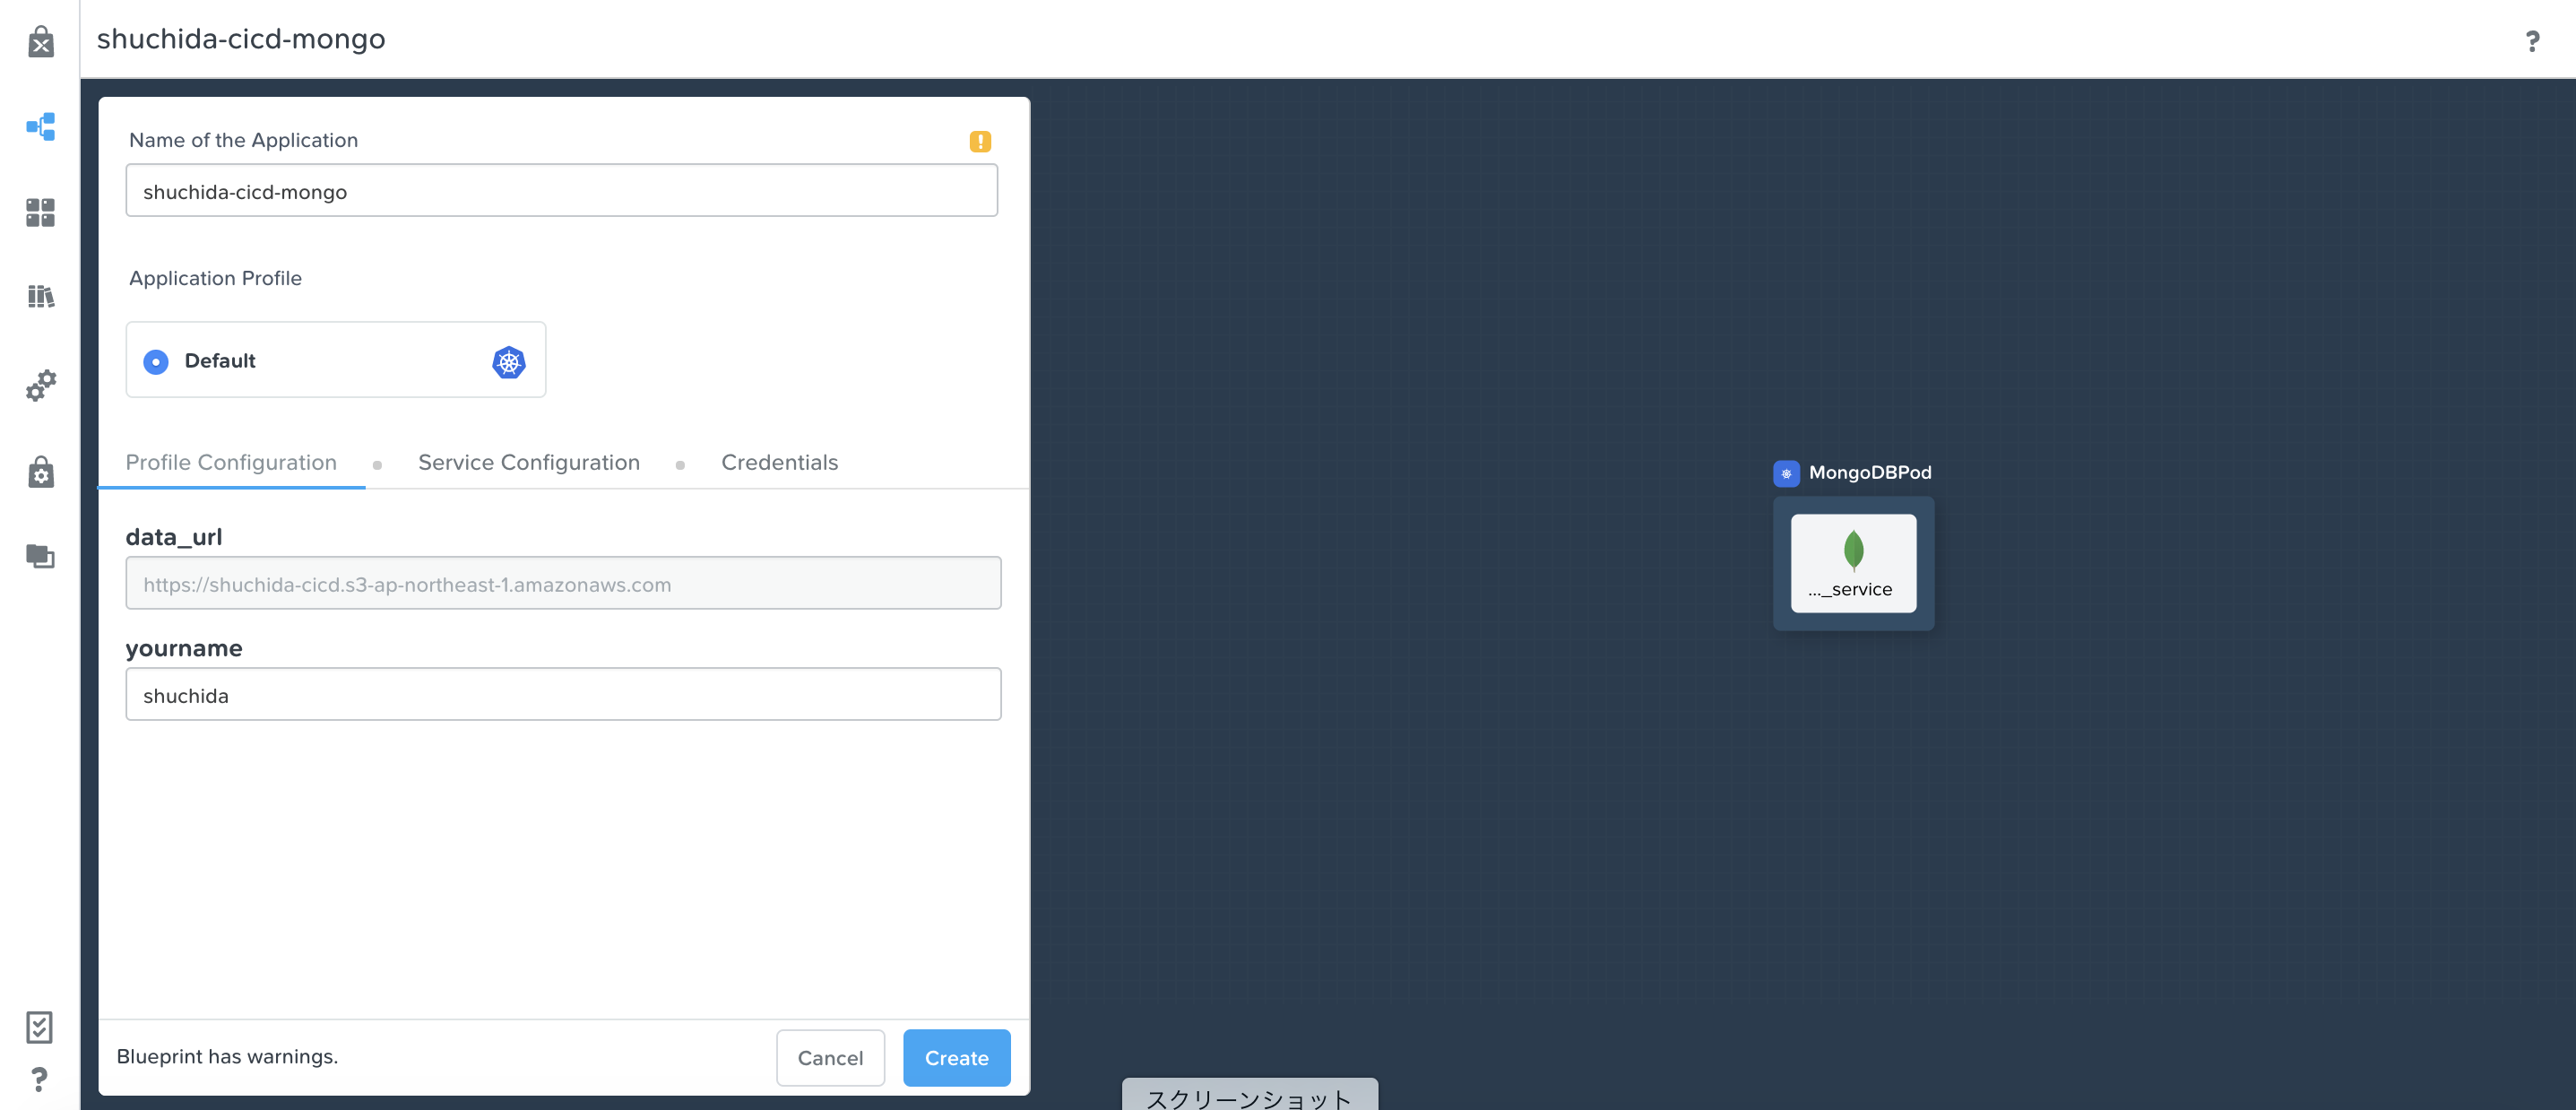 shuchida-cicd-mongo
?
Name of the Application
!
shuchida-cicd-mongo
Application Profile
Default
Profile Configuration
Service Configuration
Credentials
data_url
https://shuchida-cicd.s3-ap-northeast-1.amazonaws.com
yourname
shuchida
MongoDBPod
..._service
Blueprint has warnings.
Cancel
Create
?
スクリーンショット